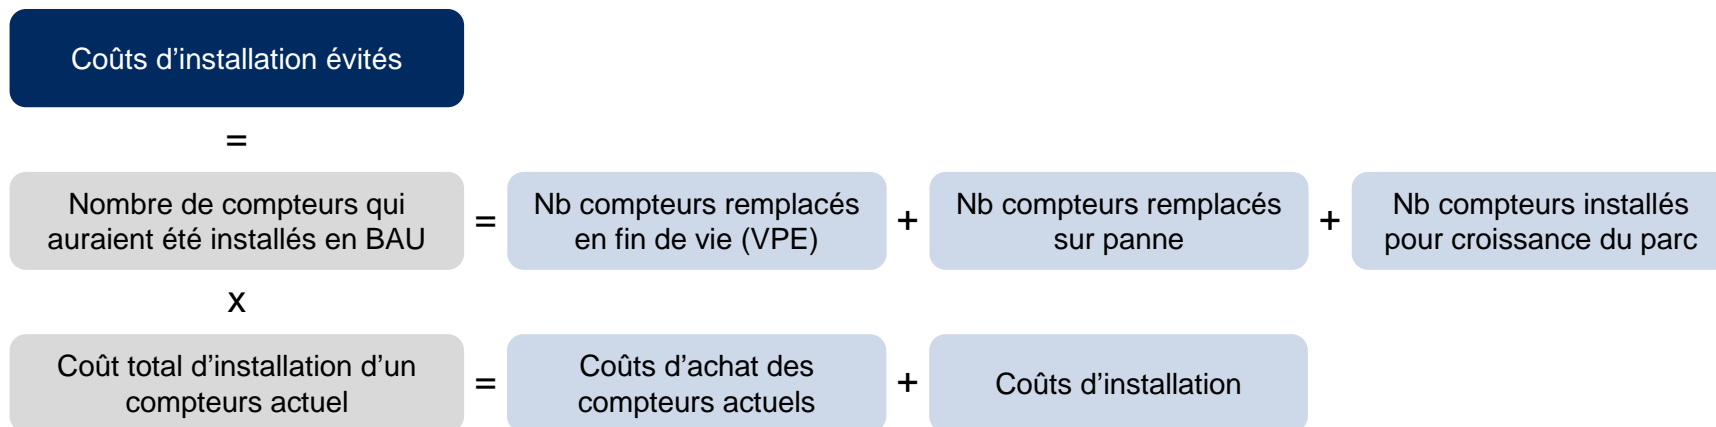 Coûts d’installation évités
=
Nombre de compteurs qui
auraient été installés en BAU
=
Nb compteurs remplacés
en fin de vie (VPE)
+
Nb compteurs remplacés
sur panne
+
Nb compteurs installés
pour croissance du parc
x
Coût total d’installation d’un
compteurs actuel
=
Coûts d’achat des
compteurs actuels
+
Coûts d’installation